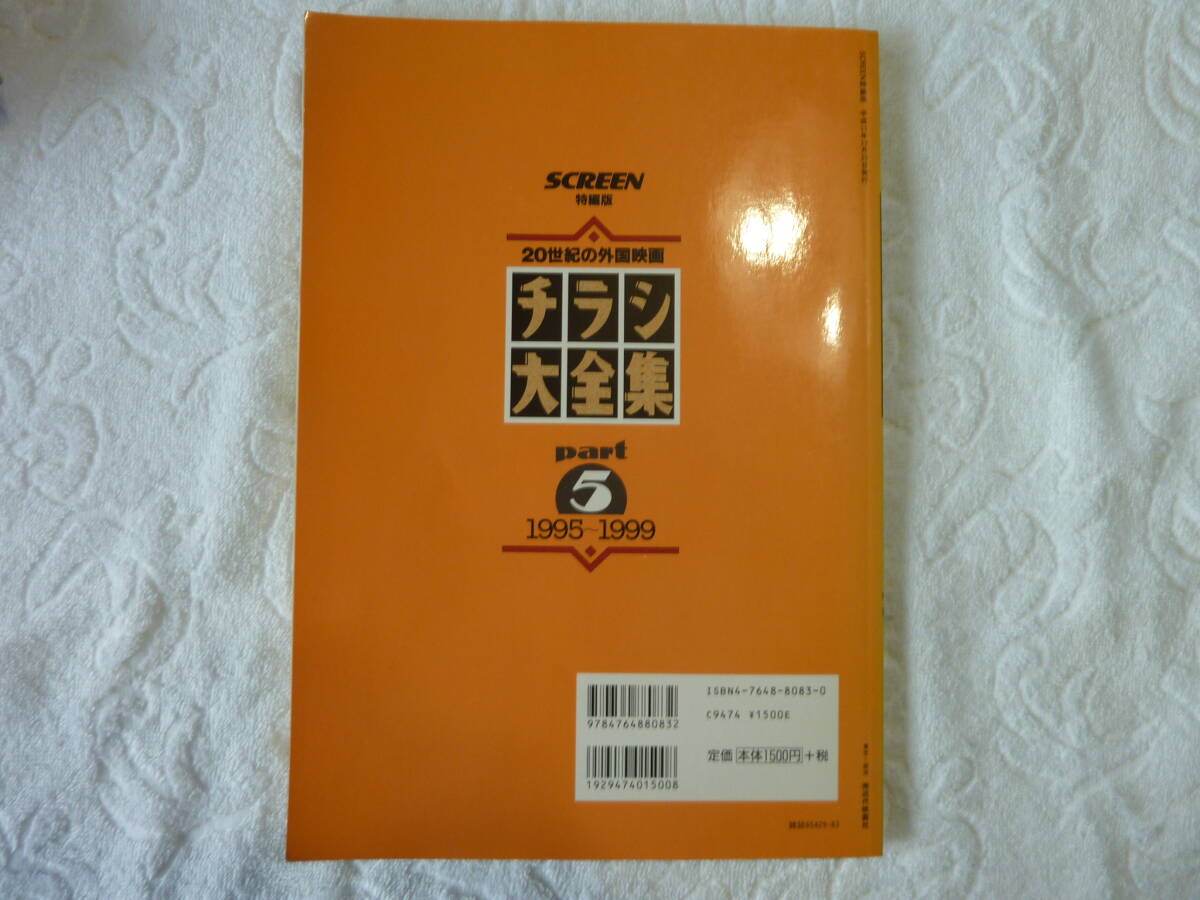 SCREEN
特編版
20世紀の外国映画
チラシ
大全集
part
5
1995~1999
9784764880832
ISBN4-7648-8083-0
C9474 ¥1500E
1929474015008
定価 本体1500円 +税